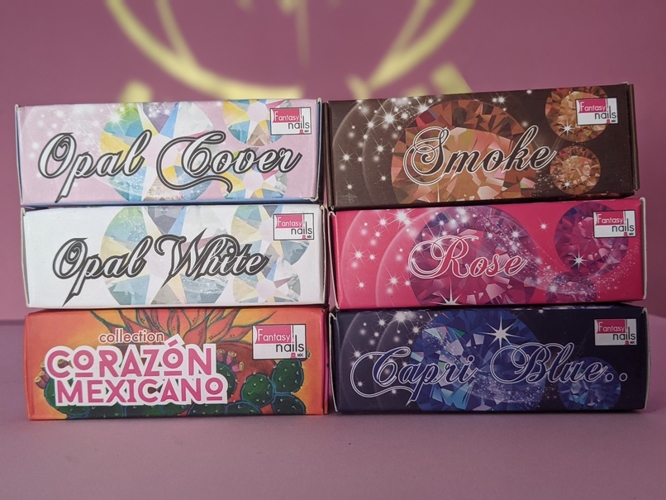 Opal Cover
Fantasy
nails
Smoke
Fantasy
nails
Opal White
Fantasy
nails
Rose
Fantasy
nails
collection
CORAZÓN
MEXICANO
Fantasy
nails
MX
Capri Blue..
Fantasy
nails